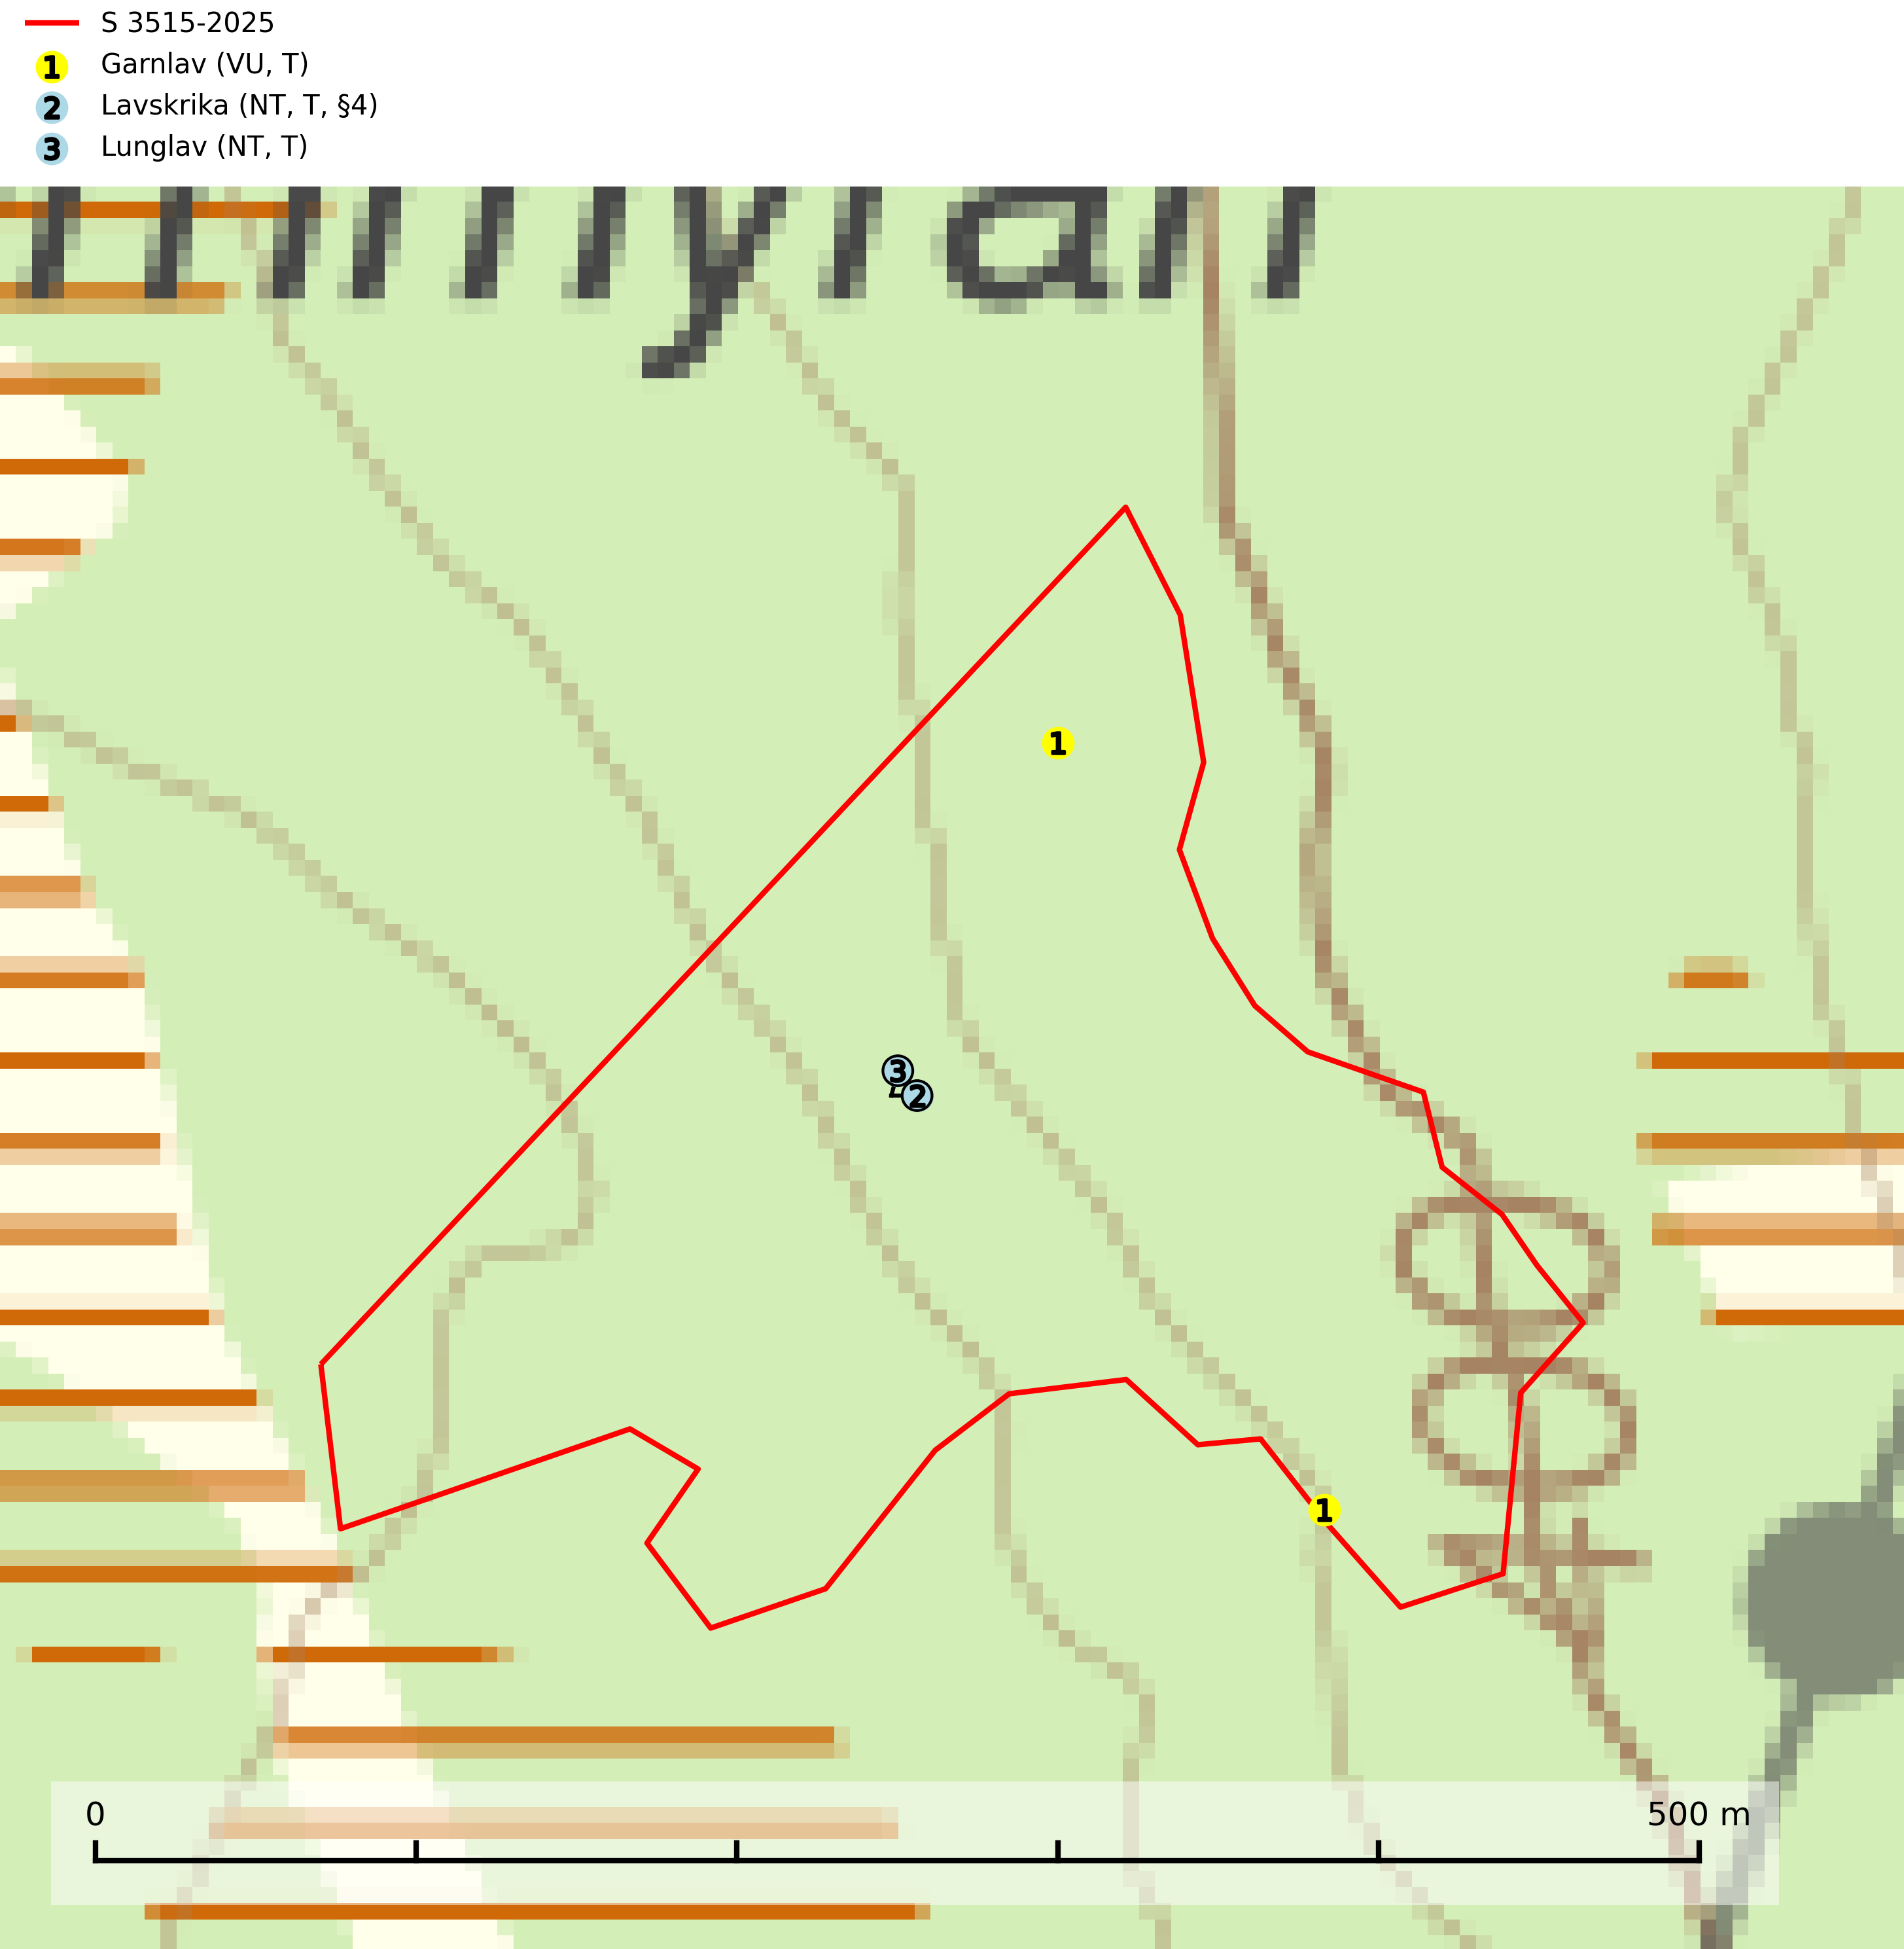 S 3515-2025
1 Garnlav (VU, T)
2 Lavskrika (NT, T, §4)
3 Lunglav (NT, T)
1
3
2
1
0 500 m